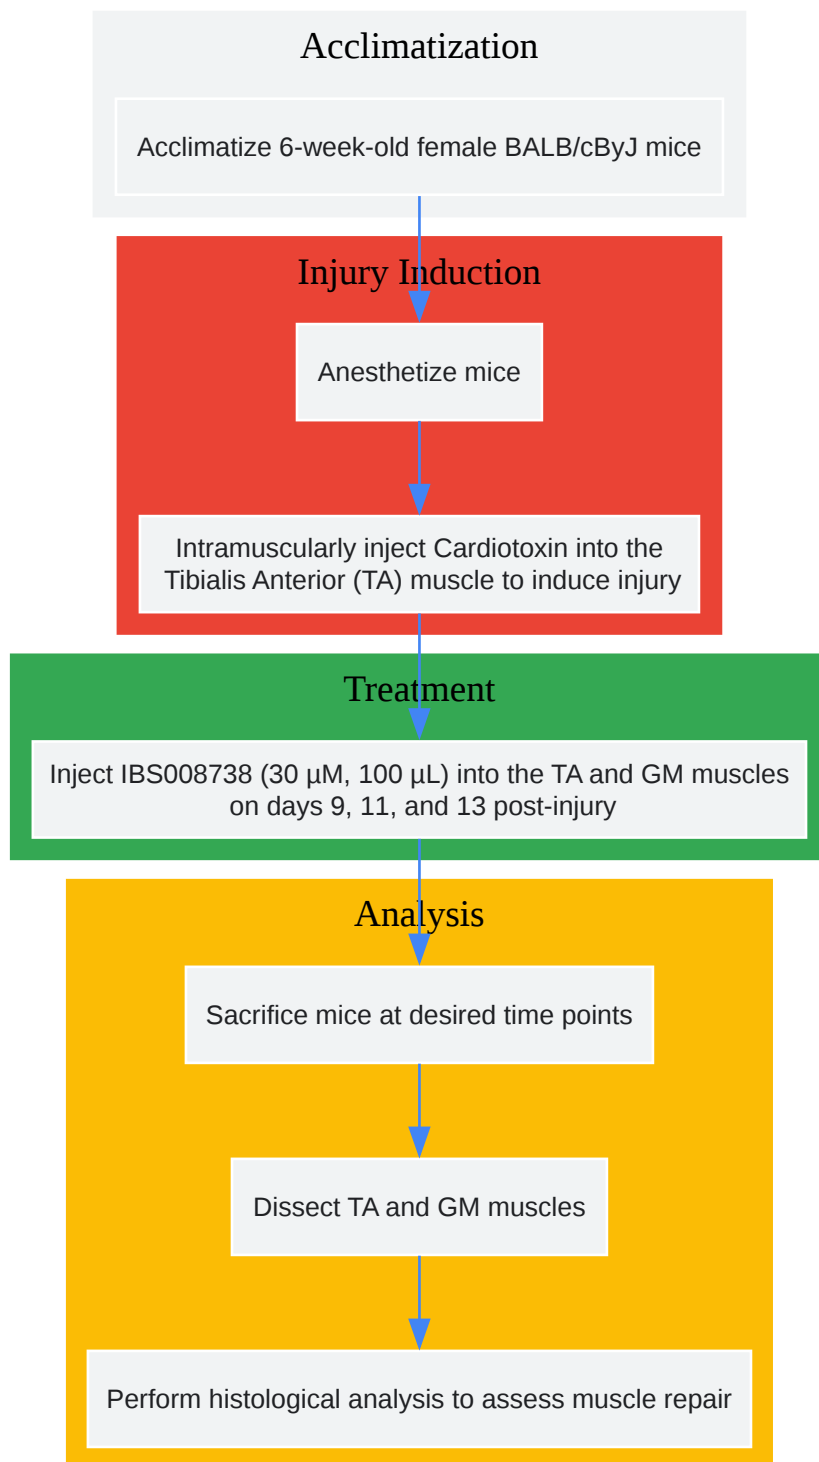 Acclimatization
Acclimatize 6-week-old female BALB/cByJ mice
Injury Induction
Anesthetize mice
Intramuscularly inject Cardiotoxin into the
Tibialis Anterior (TA) muscle to induce injury
Treatment
Inject IBS008738 (30 µM, 100 µL) into the TA and GM muscles
on days 9, 11, and 13 post-injury
Analysis
Sacrifice mice at desired time points
Dissect TA and GM muscles
Perform histological analysis to assess muscle repair